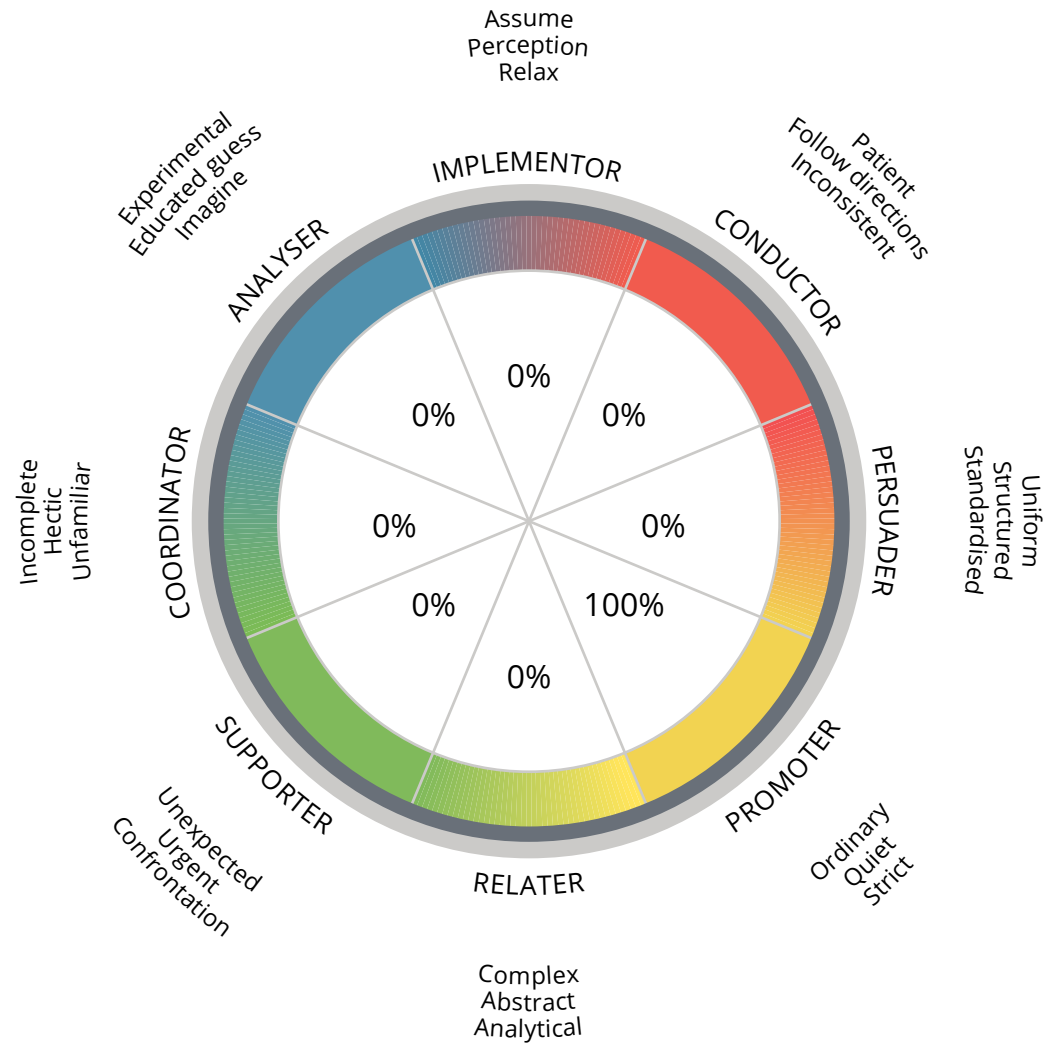 Assume
Perception
Relax
Experimental
Educated guess
Imagine
Patient
Follow directions
Inconsistent
IMPLEMENTOR
ANALYSER
CONDUCTOR
0%
0%
0%
COORDINATOR
PERSUADER
Incomplete
Hectic
Unfamiliar
Uniform
Structured
Standardised
0%
0%
0%
100%
0%
SUPPORTER
PROMOTER
RELATER
Unexpected
Urgent
Confrontation
Ordinary
Quiet
Strict
Complex
Abstract
Analytical